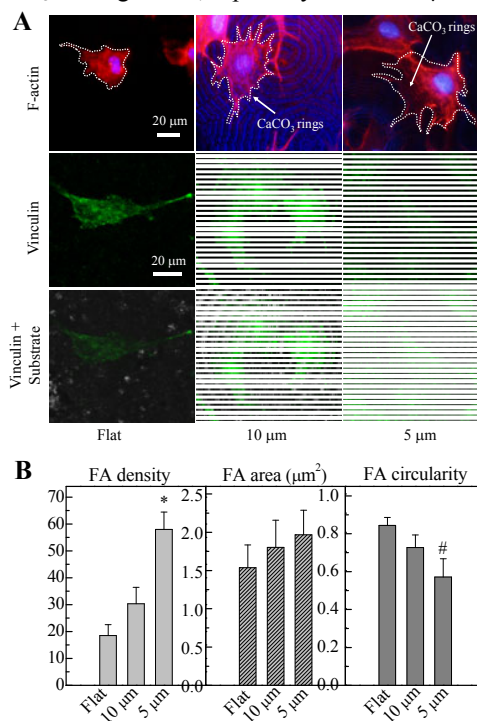 A
F-actin
CaCO₃ rings
20 μm
CaCO₃ rings
Vinculin
20 μm
Vinculin +
Substrate
Flat 10 μm 5 μm
B
FA density FA area (μm²) FA circularity
70
60
50
40
30
20
10
0
*
Flat 10 μm 5 μm
2.5
2.0
1.5
1.0
0.5
0.0
Flat 10 μm 5 μm
1.0
0.8
0.6
0.4
0.2
0.0
#
Flat 10 μm 5 μm